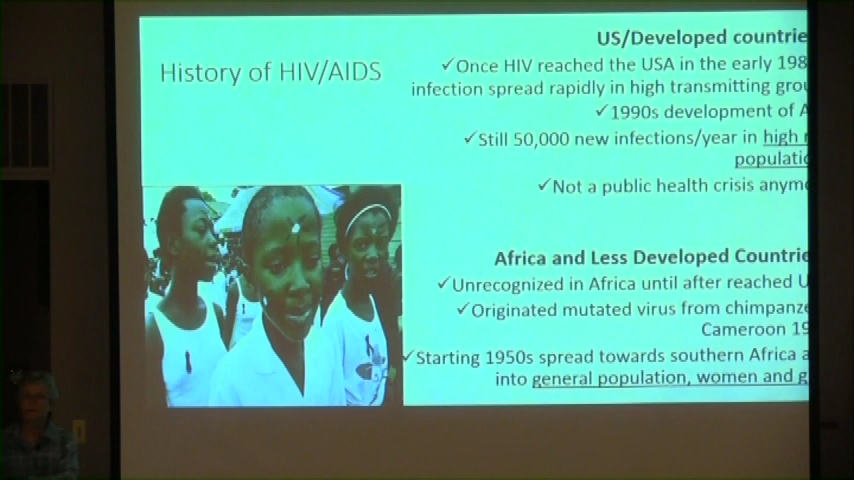 History of HIV/AIDS
US/Developed countrie
✓Once HIV reached the USA in the early 198
infection spread rapidly in high transmitting grou
✓1990s development of A
✓Still 50,000 new infections/year in high r
populatio
✓Not a public health crisis anymo
Africa and Less Developed Countrie
✓Unrecognized in Africa until after reached U
✓Originated mutated virus from chimpanze
Cameroon 19
✓Starting 1950s spread towards southern Africa a
into general population, women and g